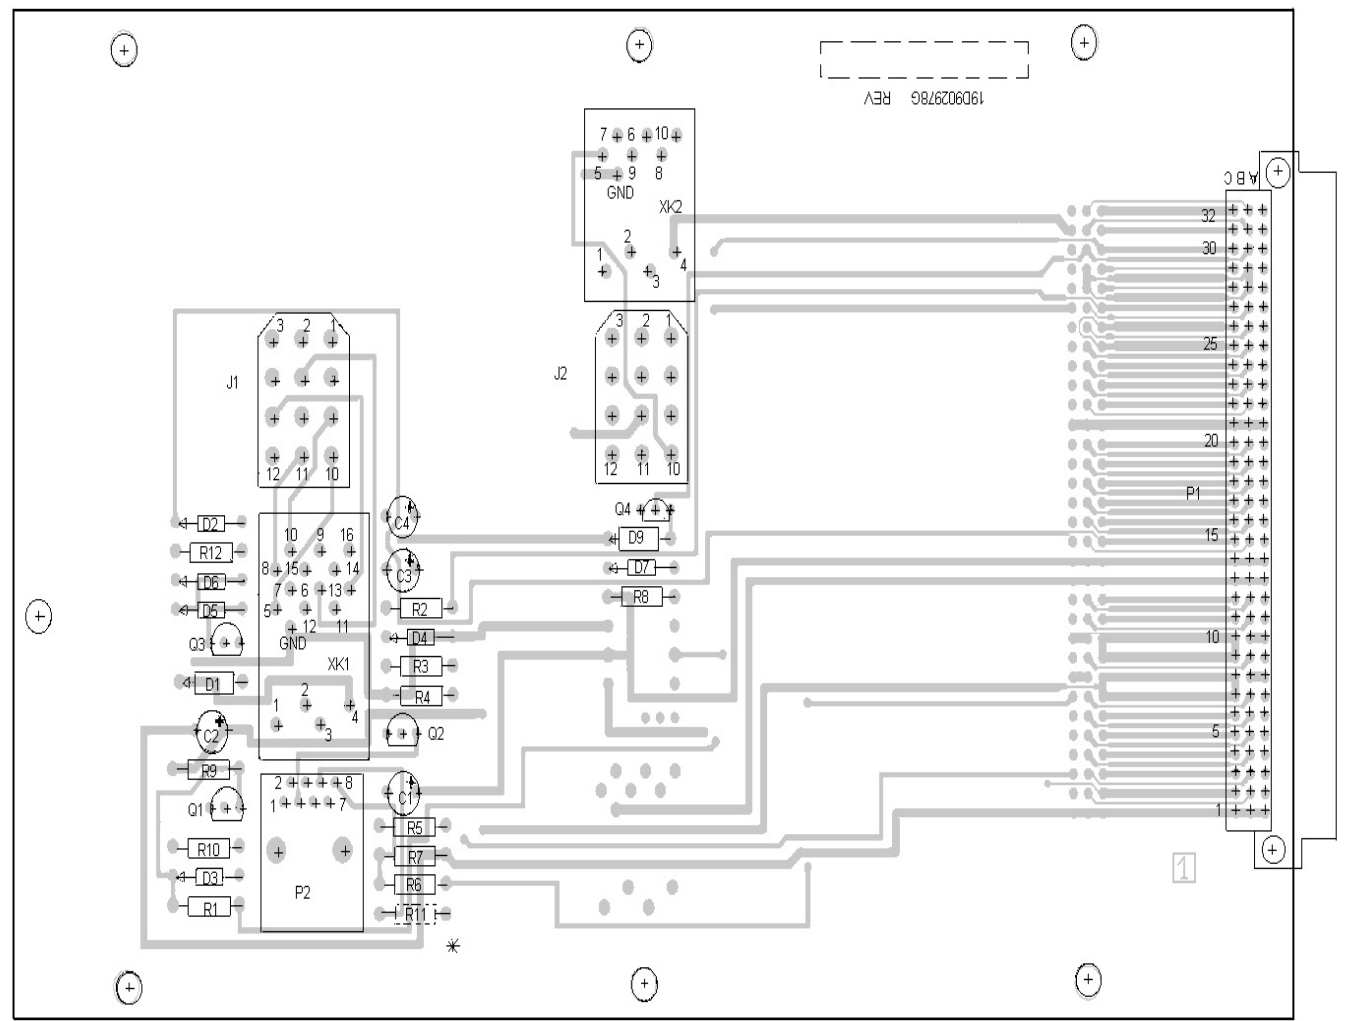 19D902978G REV
7 6 10
5 9 8
GND
XK2
2
1 4
3
C B A
32
30
25
20
P1
15
10
5
1
J1
3 2 1
12 11 10
J2
3 2 1
12 11 10
Q4
D9
D7
R8
D2
R12
D6
D5
Q3
D1
C2
R9
Q1
R10
D3
R1
10 9 16
8 15 14
7 6 13
5 12 11
GND
XK1
2
1 4
3
C4
C3
R2
D4
R3
R4
Q2
C1
R5
R7
R6
R11
*
2 8
1 7
P2
1